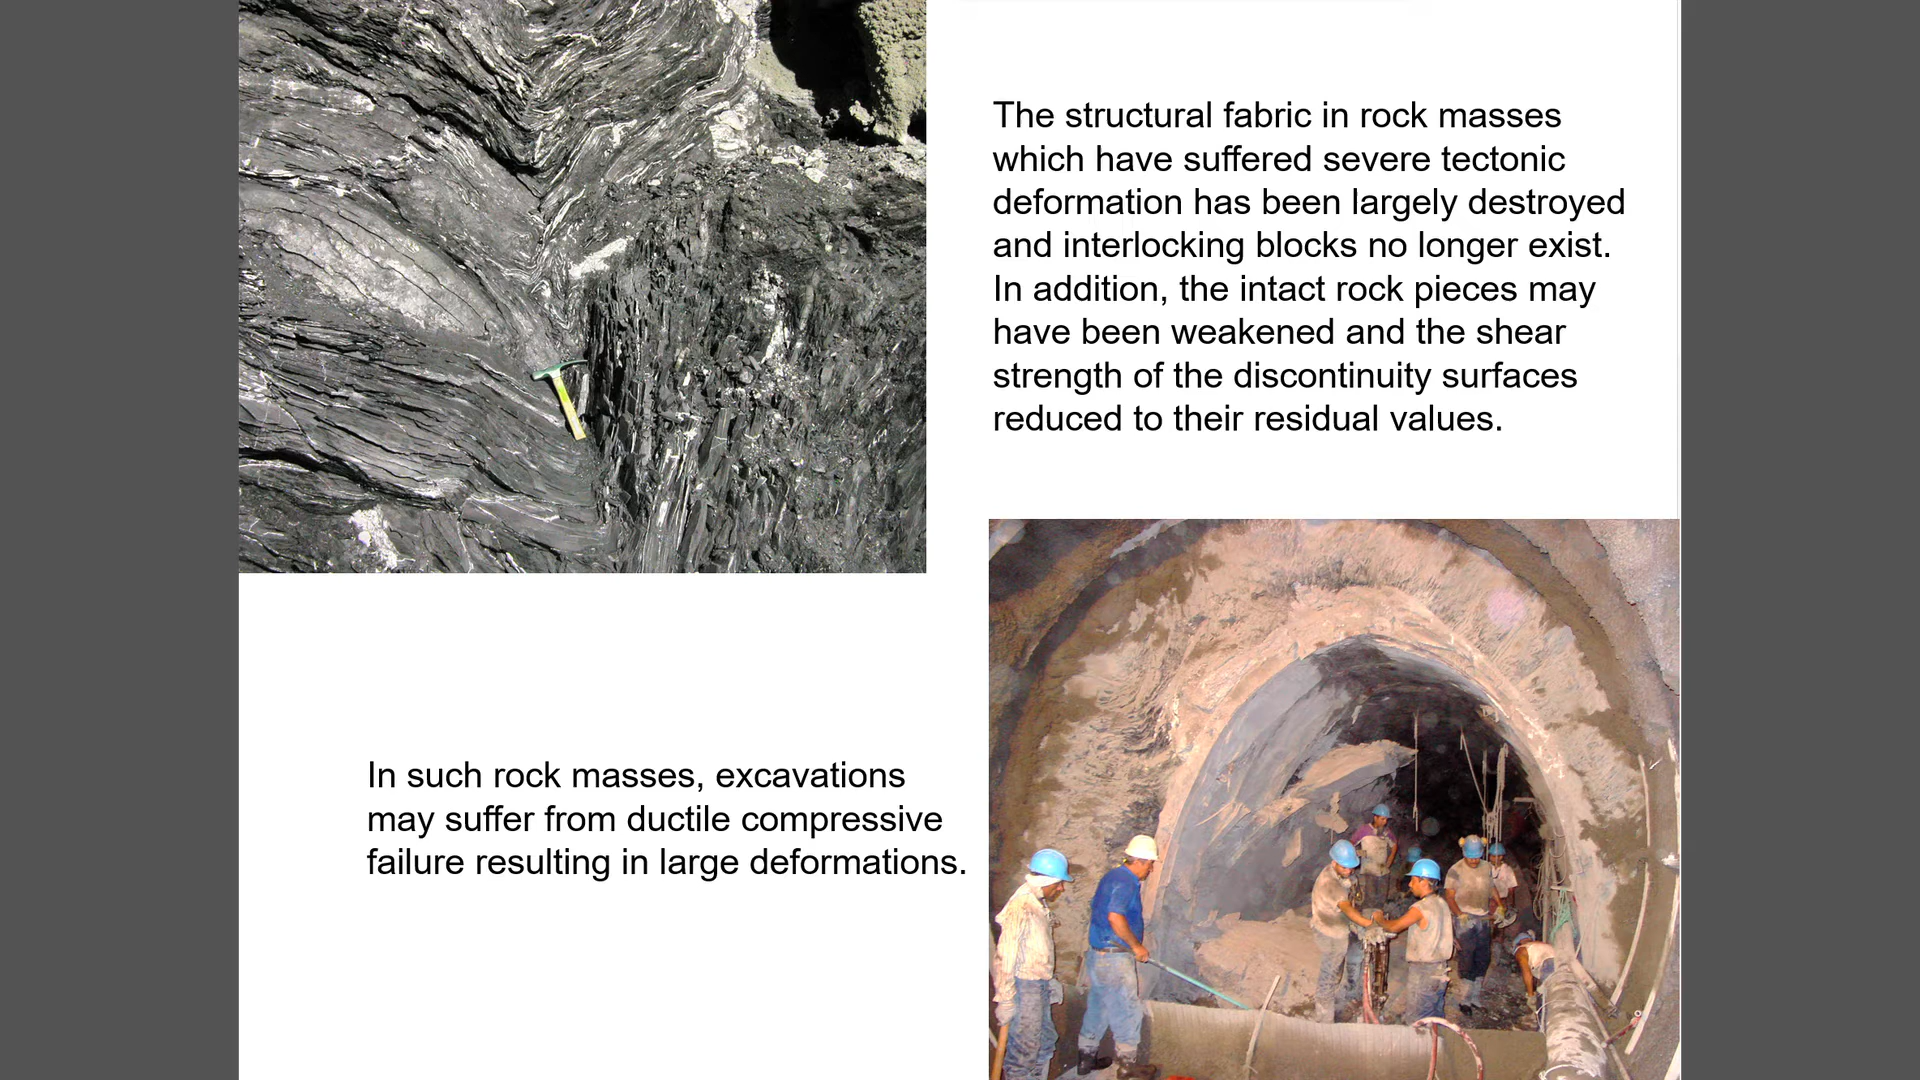 The structural fabric in rock masses
which have suffered severe tectonic
deformation has been largely destroyed
and interlocking blocks no longer exist.
In addition, the intact rock pieces may
have been weakened and the shear
strength of the discontinuity surfaces
reduced to their residual values.
In such rock masses, excavations
may suffer from ductile compressive
failure resulting in large deformations.